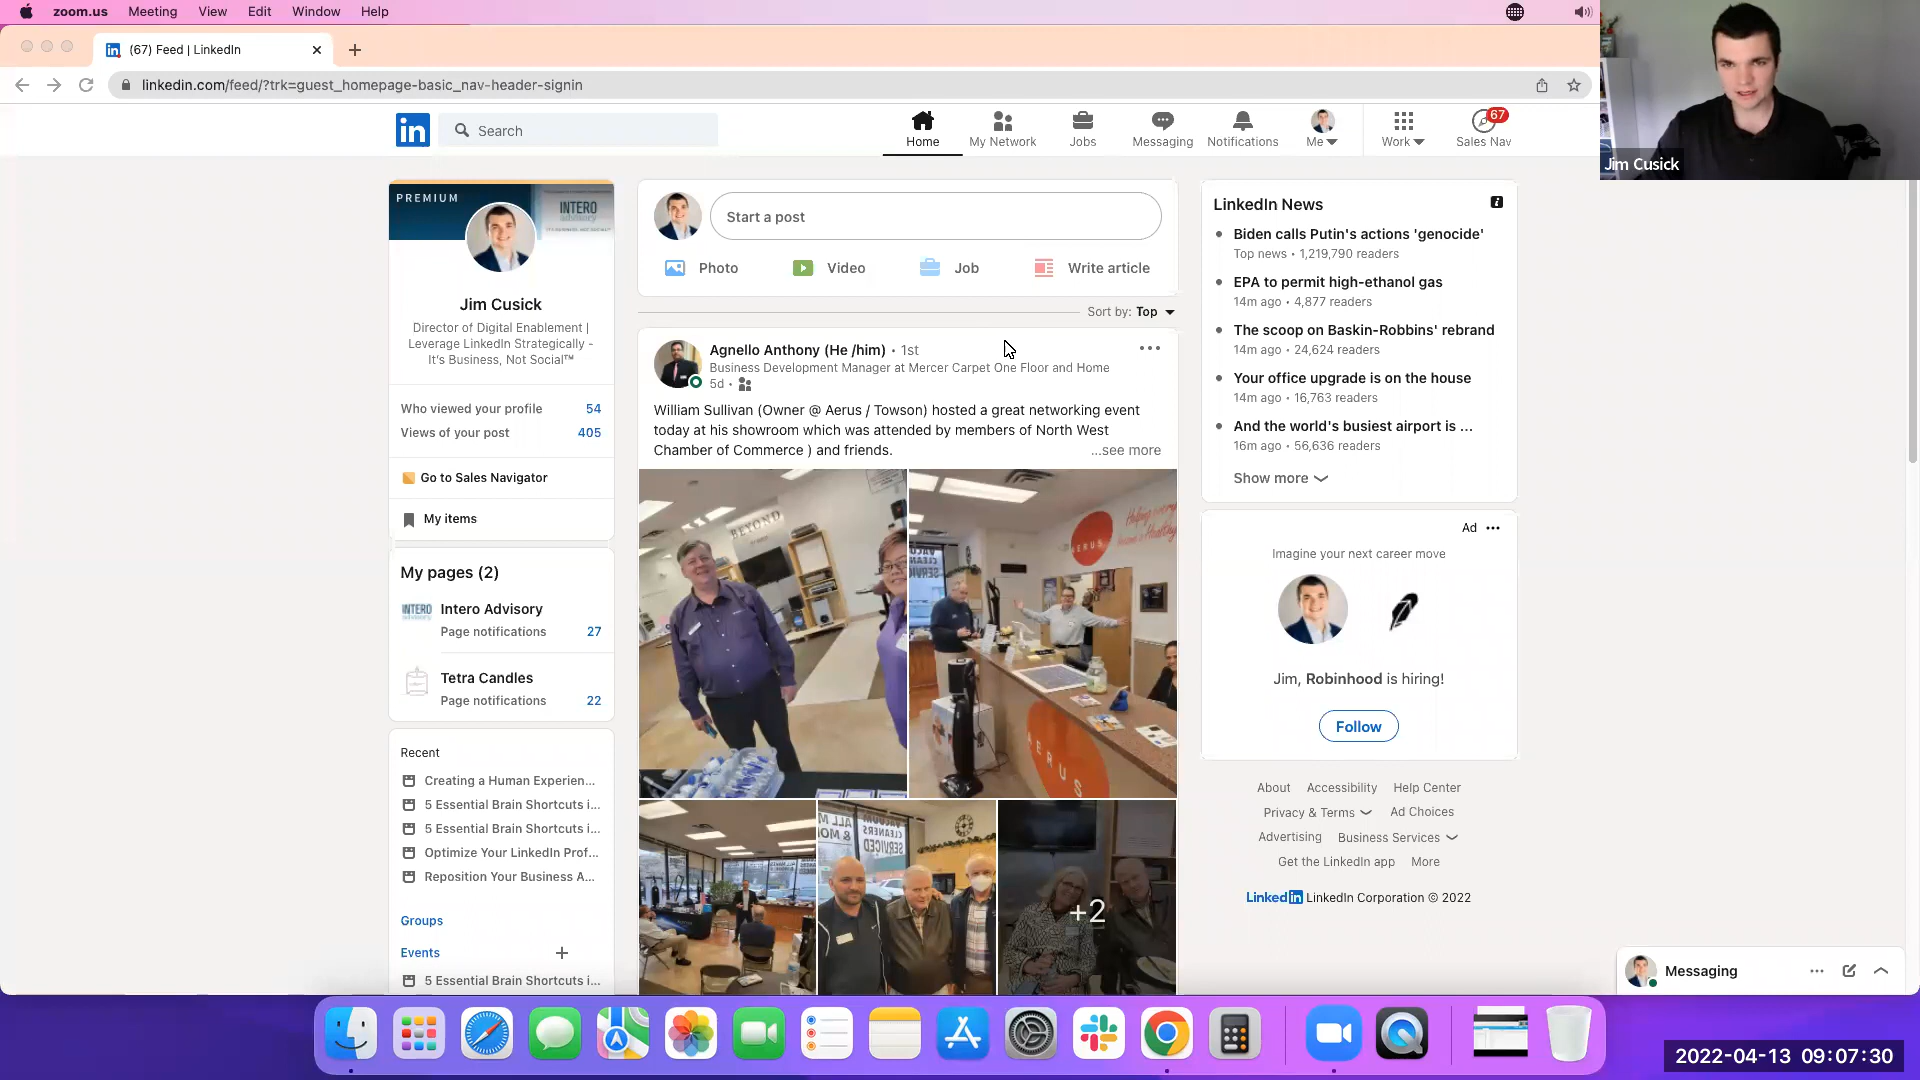 zoom.us Meeting View Edit Window Help
(67) Feed | LinkedIn
linkedin.com/feed/?trk=guest_homepage-basic_nav-header-signin
in Search
Home My Network Jobs Messaging Notifications Me Work Sales Nav
67
Jim Cusick
PREMIUM
INTERO
advisory
Jim Cusick
Director of Digital Enablement |
Leverage LinkedIn Strategically -
It's Business, Not Social™
Who viewed your profile 54
Views of your post 405
Go to Sales Navigator
My items
My pages (2)
INTERO
Intero Advisory
Page notifications 27
Tetra Candles
Page notifications 22
Recent
Creating a Human Experien...
5 Essential Brain Shortcuts i...
5 Essential Brain Shortcuts i...
Optimize Your LinkedIn Prof...
Reposition Your Business A...
Groups
Events
5 Essential Brain Shortcuts i...
Start a post
Photo Video Job Write article
Sort by: Top
Agnello Anthony (He /him) • 1st
Business Development Manager at Mercer Carpet One Floor and Home
5d •
William Sullivan (Owner @ Aerus / Towson) hosted a great networking event
today at his showroom which was attended by members of North West
Chamber of Commerce ) and friends. ...see more
BEYOND
AERUS
AERUS
+2
LinkedIn News
Biden calls Putin's actions 'genocide'
Top news • 1,219,790 readers
EPA to permit high-ethanol gas
14m ago • 4,877 readers
The scoop on Baskin-Robbins' rebrand
14m ago • 24,624 readers
Your office upgrade is on the house
14m ago • 16,763 readers
And the world's busiest airport is ...
16m ago • 56,636 readers
Show more
Ad
Imagine your next career move
Jim, Robinhood is hiring!
Follow
About Accessibility Help Center
Privacy & Terms Ad Choices
Advertising Business Services
Get the LinkedIn app More
LinkedIn LinkedIn Corporation © 2022
Messaging
2022-04-13 09:07:30